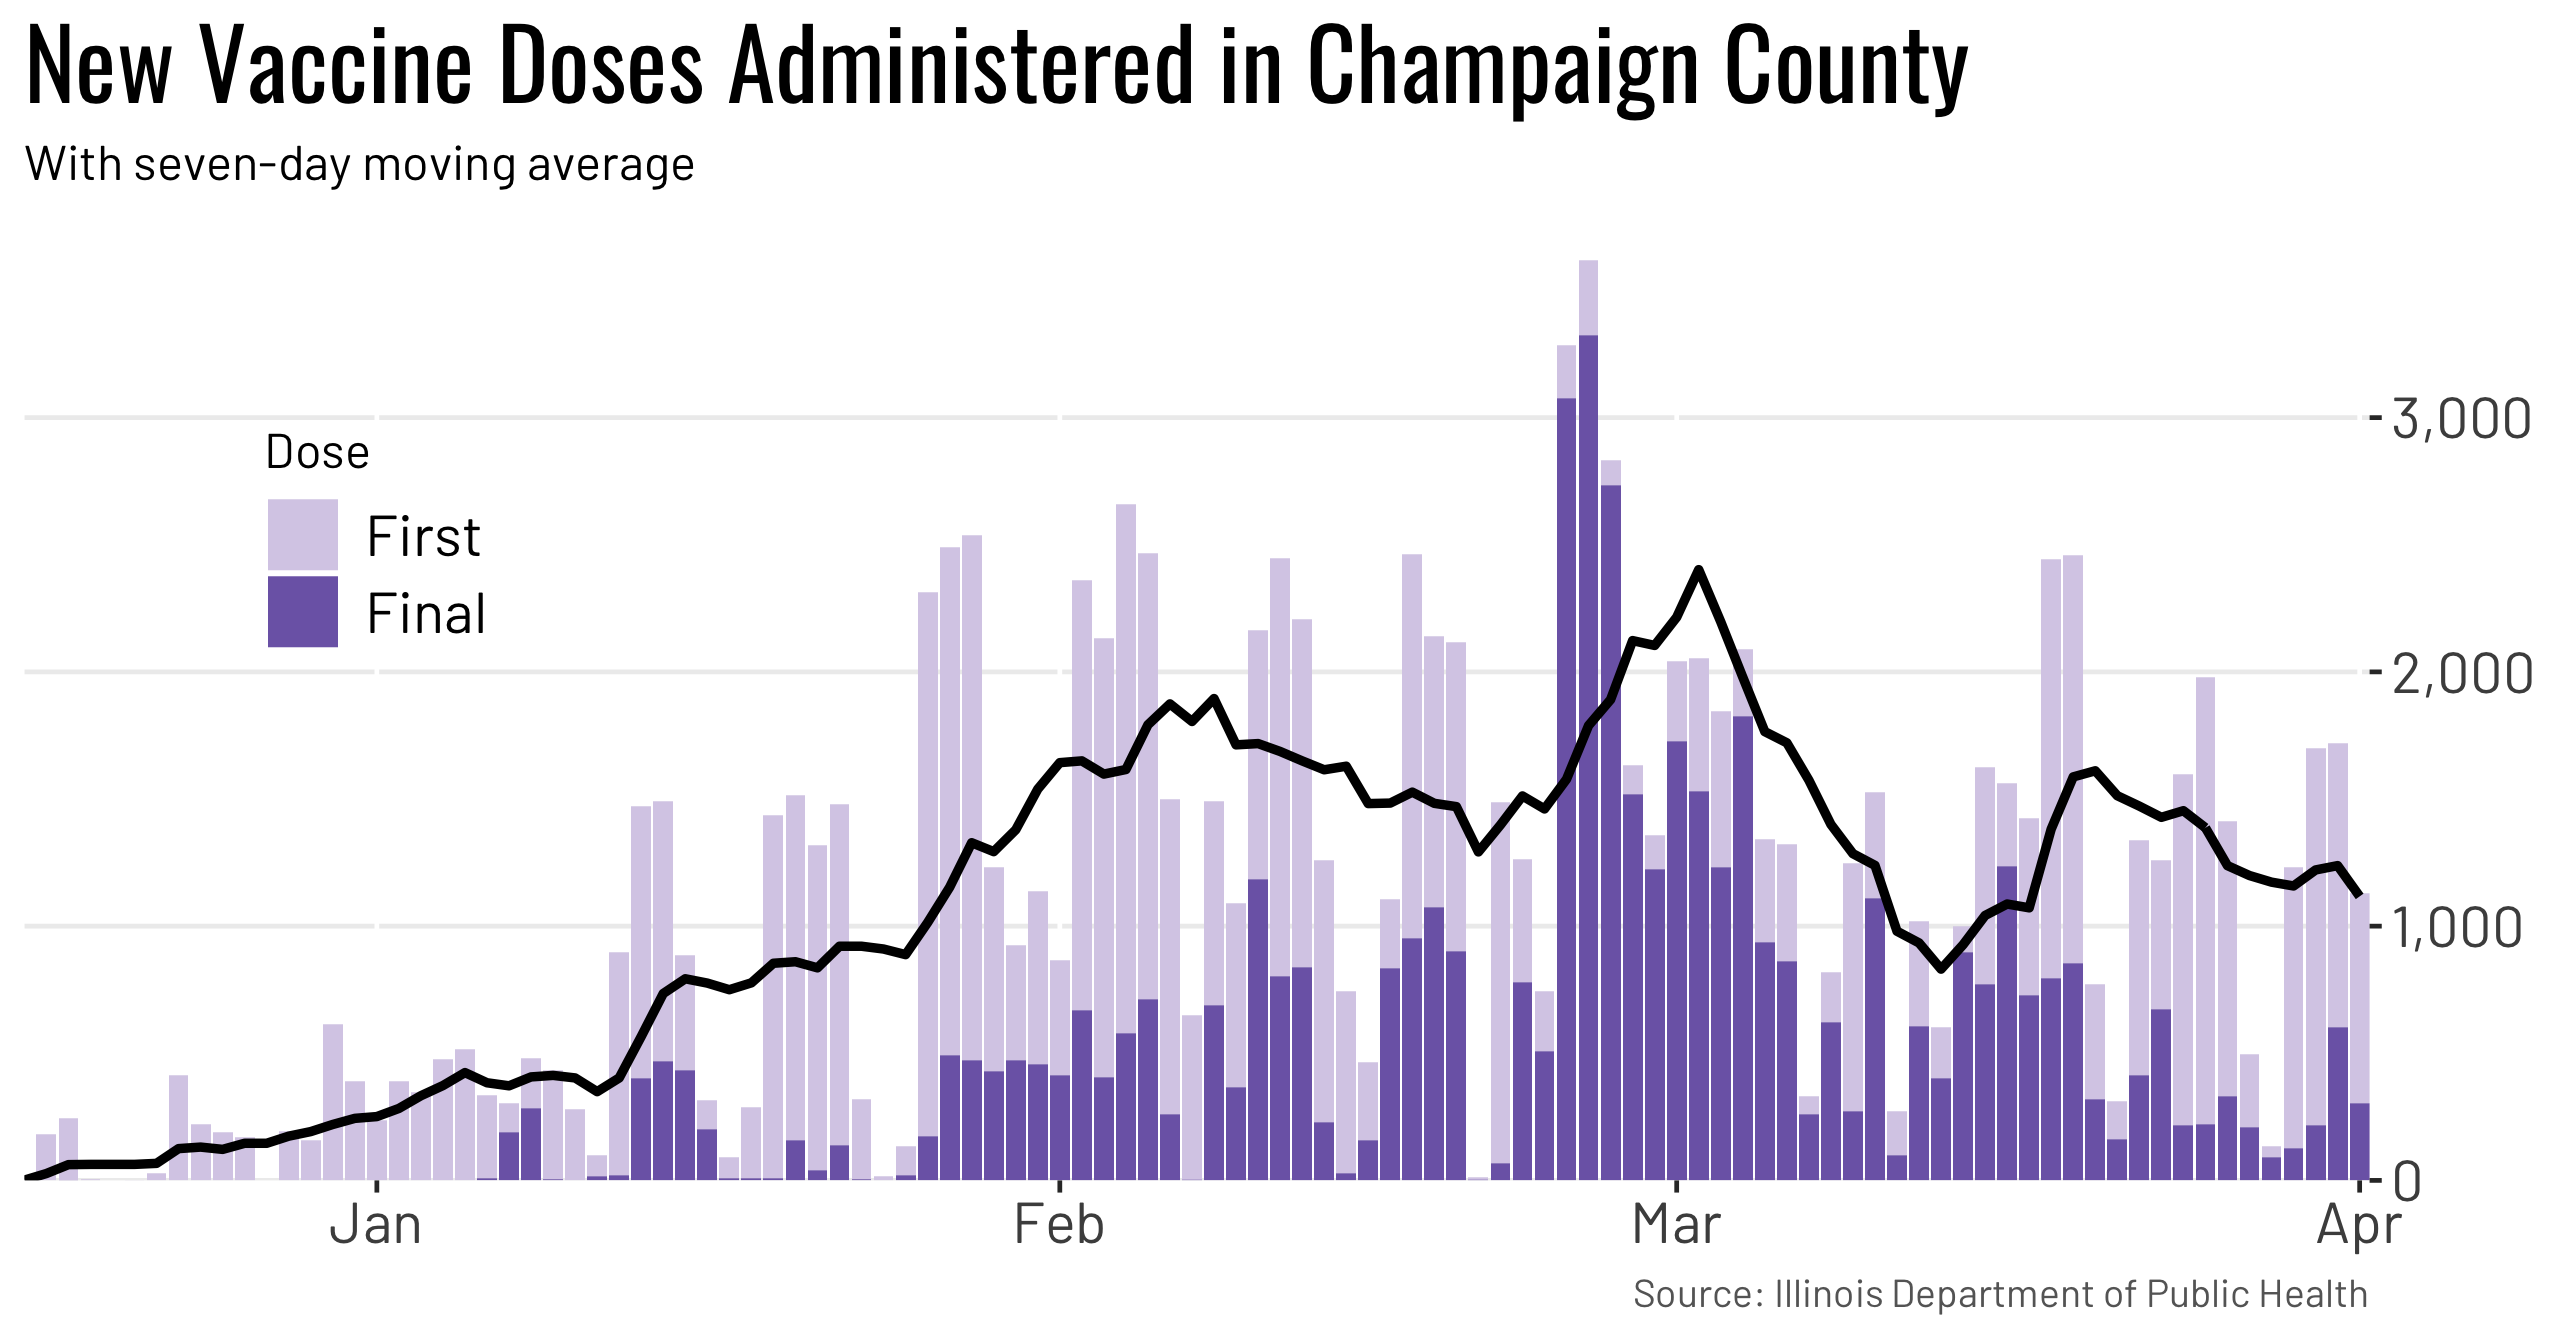 New Vaccine Doses Administered in Champaign County
With seven-day moving average
3,000
Dose
First
Final
2,000
1,000
0
Jan Feb Mar Apr
Source: Illinois Department of Public Health